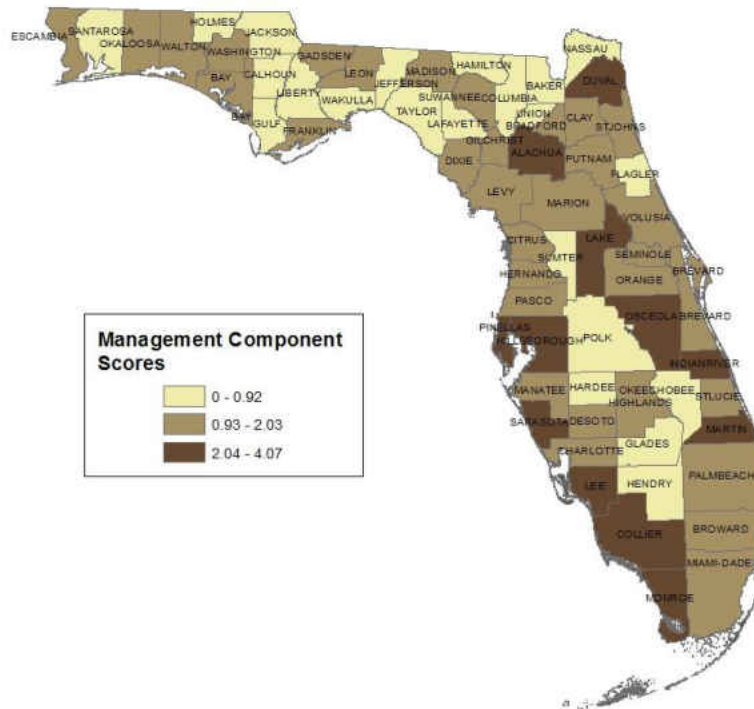 HOLMES
SANTAROSA
JACKSON
ESCAMBIA
OKALOOSA
WALTON
WASHINGTON
GADSDEN
NASSAU
HAMILTON
MADISON
LEON
JEFFERSON
BAY
CALHOUN
LIBERTY
WAKULLA
SUWANNEE
COLUMBIA
BAKER
DUVAL
TAYLOR
UNION
BAY
GULF
FRANKLIN
LAFAYETTE
BRADFORD
CLAY
STJOHNS
GILCHRIST
ALACHUA
DIXIE
PUTNAM
FLAGLER
LEVY
MARION
VOLUSIA
CITRUS
LAKE
SUMTER
SEMINOLE
HERNANDO
ORANGE
BREVARD
PASCO
PINELLAS
OSCEOLA
BREVARD
HILLSBOROUGH
POLK
INDIANRIVER
MANATEE
HARDEE
OKEECHOBEE
HIGHLANDS
STLUCIE
SARASOTA
DESOTO
MARTIN
CHARLOTTE
GLADES
LEE
HENDRY
PALMBEACH
COLLIER
BROWARD
MIAMI-DADE
MONROE
Management Component
Scores
0 - 0.92
0.93 - 2.03
2.04 - 4.07